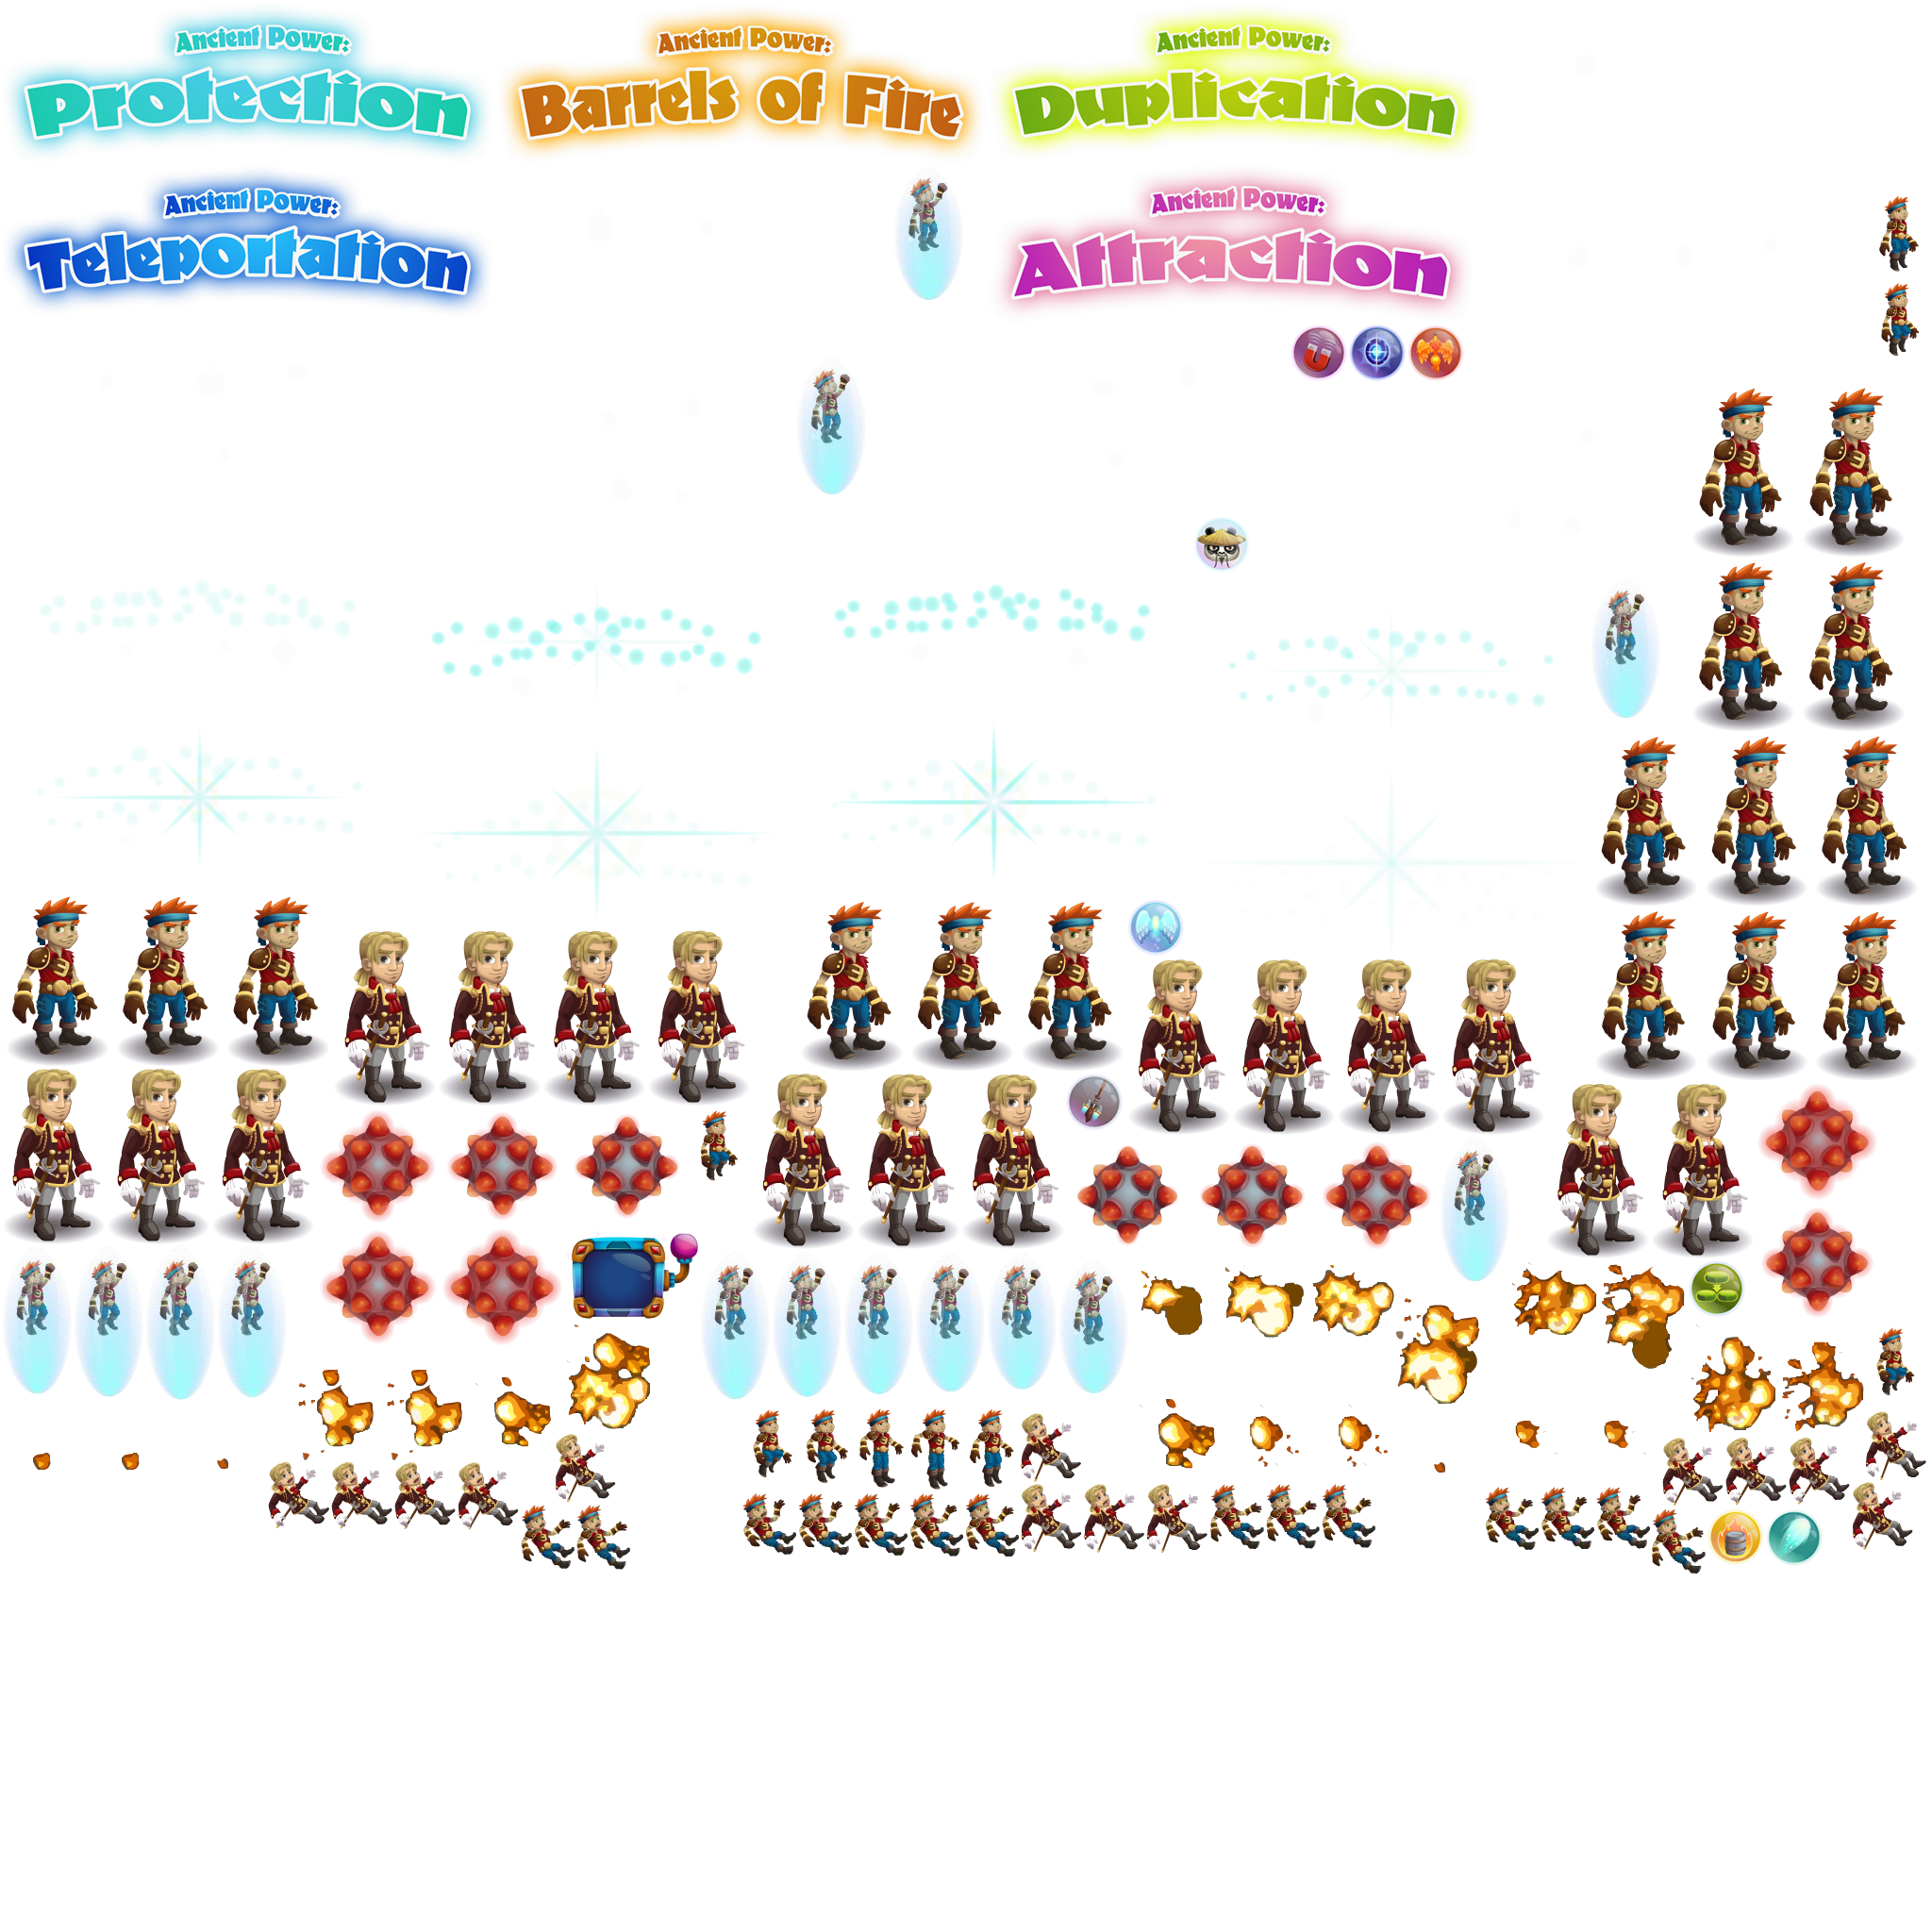 Ancient Power:
Protection
Ancient Power:
Barrels of Fire
Ancient Power:
Duplication
Ancient Power:
Teleportation
Ancient Power:
Attraction